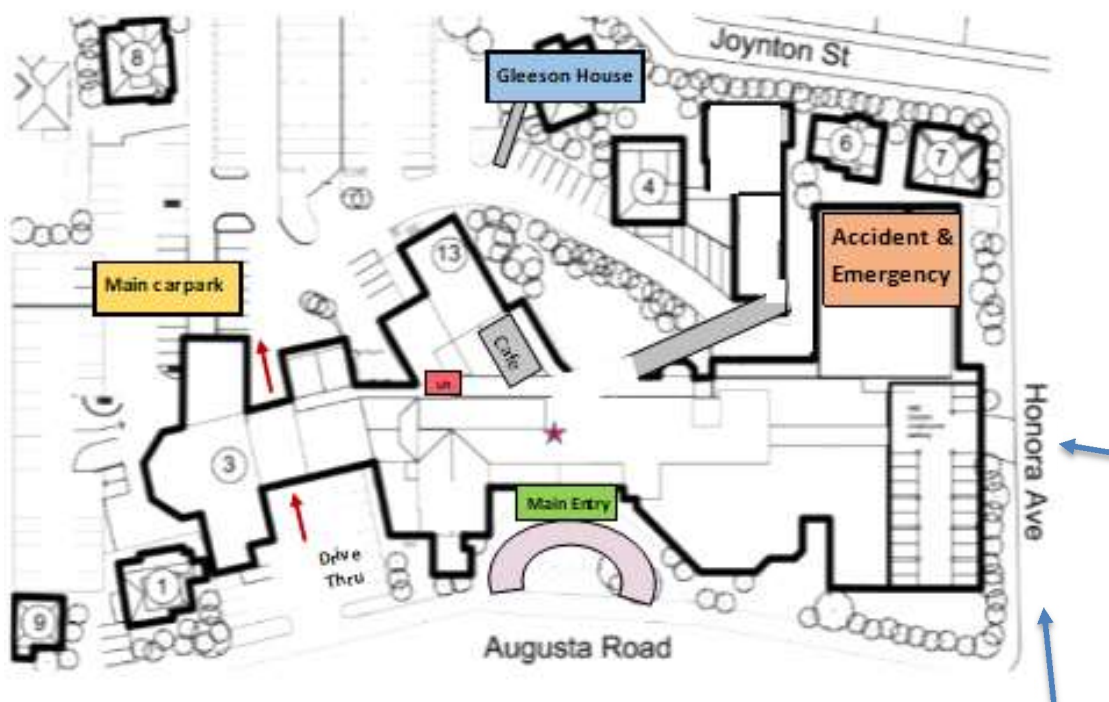 Joynton St
8
Gleeson House
6
7
4
Accident &
Emergency
13
Main carpark
Cafe
Lift
3
Honora Ave
Main Entry
Drive
Thru
1
9
Augusta Road